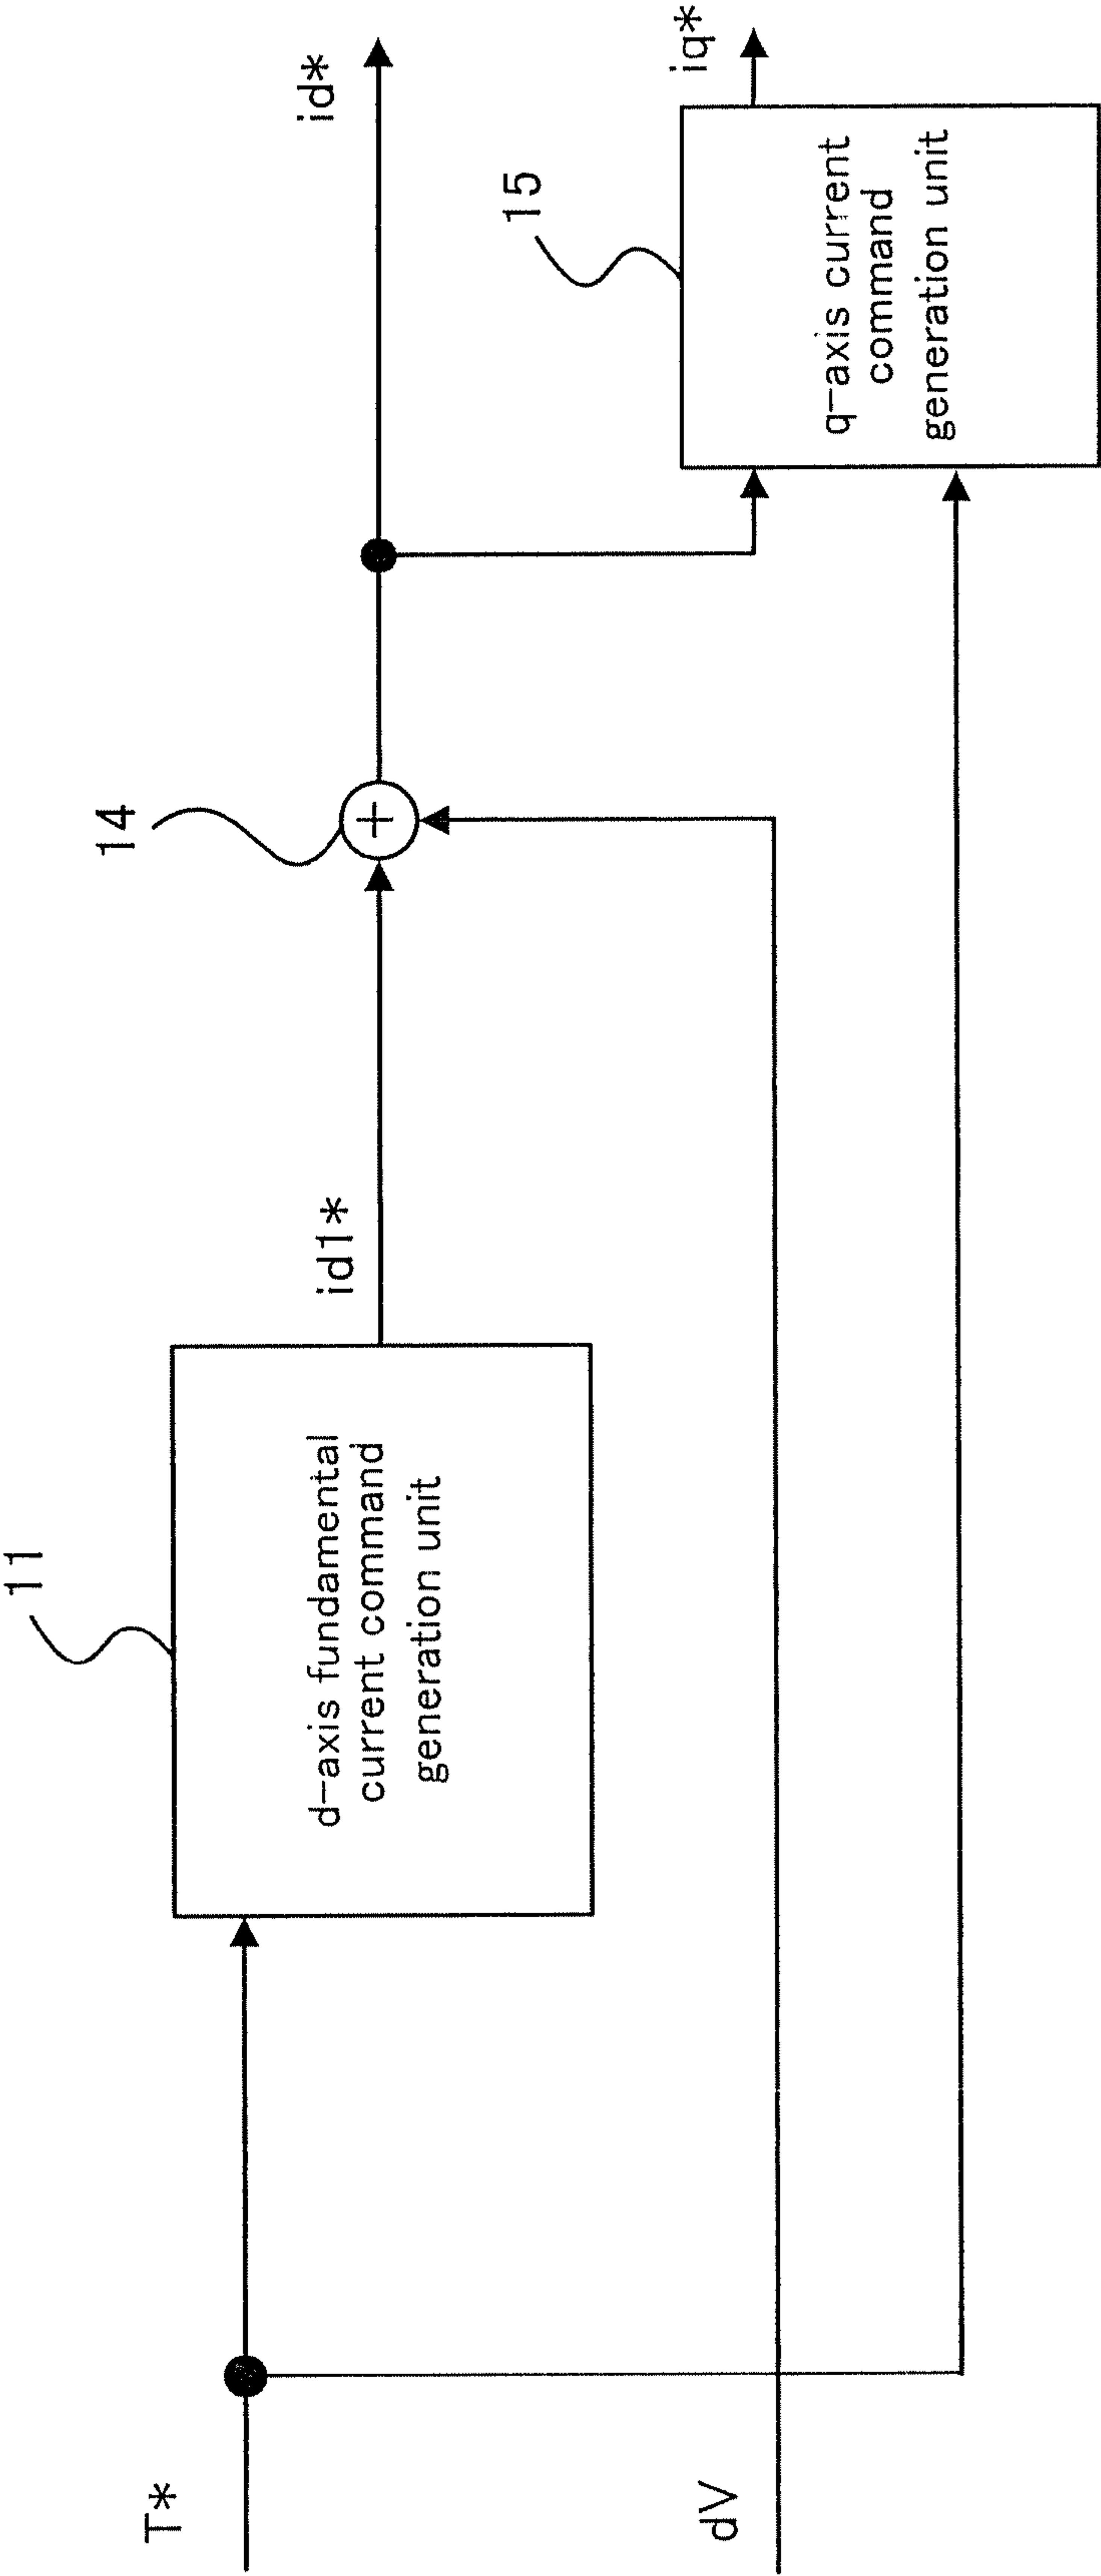 T*
dV
11
d-axis fundamental
current command
generation unit
id1*
14
+
id*
15
q-axis current
command
generation unit
iq*